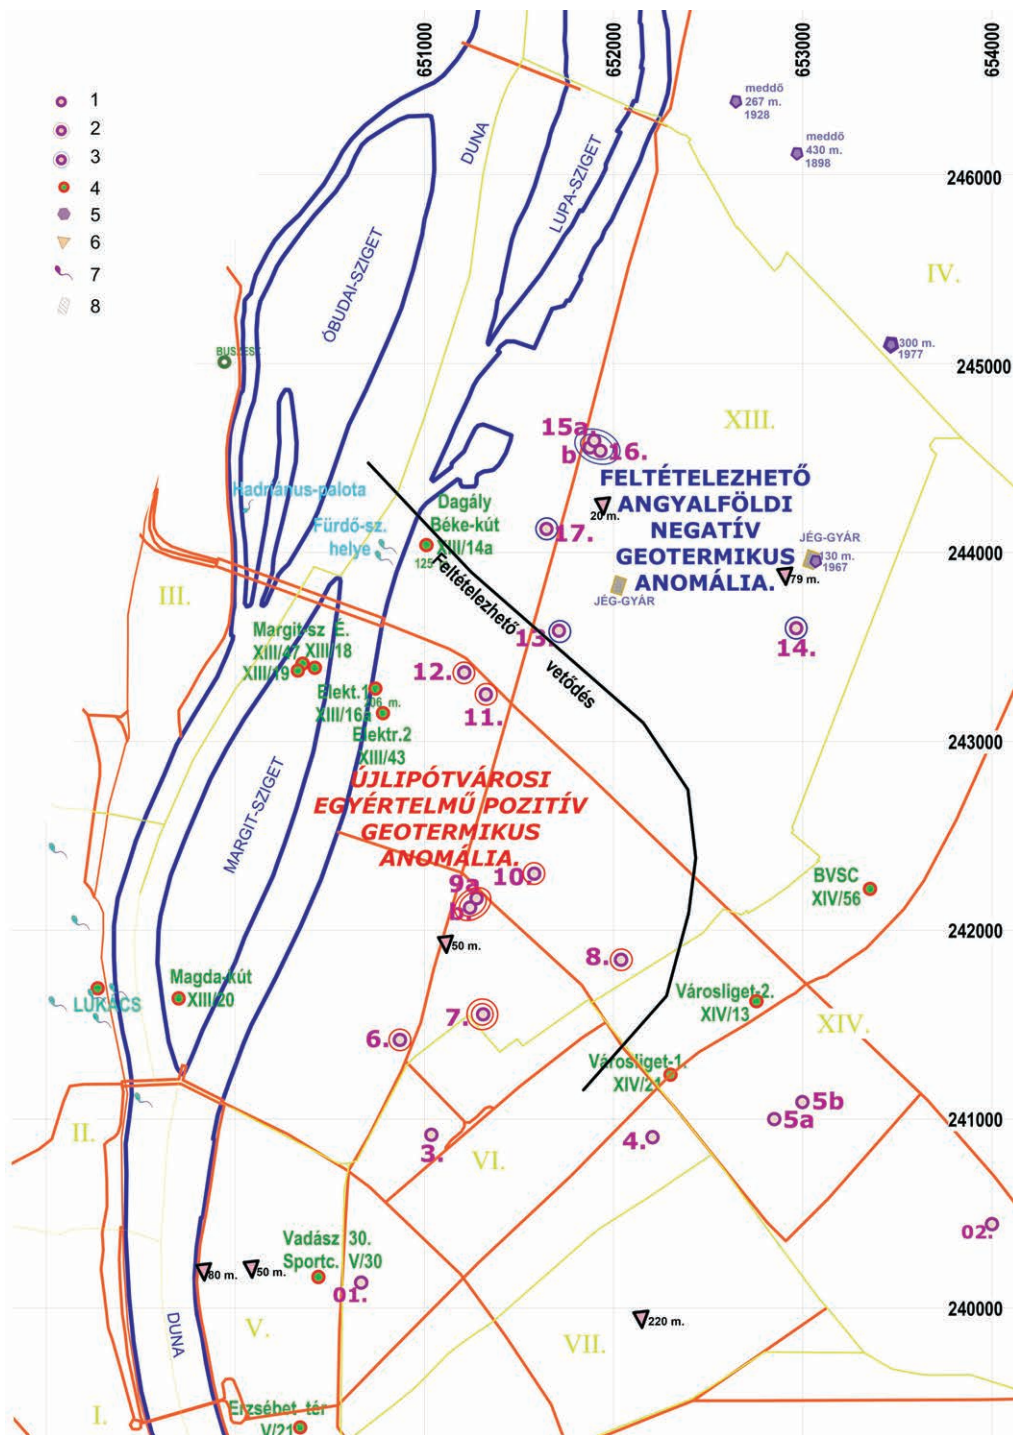 651000
652000
653000
654000
1
2
3
4
5
6
7
8
DUNA
LUPA-SZIGET
meddő
267 m.
1928
meddő
430 m.
1898
246000
ÓBUDAI-SZIGET
IV.
300 m.
1977
245000
XIII.
15a.
b
16.
FELTÉTELEZHETŐ
ANGYALFÖLDI
NEGATÍV
GEOTERMIKUS
ANOMÁLIA.
20 m.
17.
Hadriánus-palota
Fürdő-sz.
helye
Dagály
Béke-kút
XIII/14a
JÉG-GYÁR
130 m.
1967
79 m.
JÉG-GYÁR
244000
Feltételezhető
vetődés
III.
13.
14.
Margit-sz É.
XIII/47
XIII/18
XIII/19
12.
11.
Elekt.1
XIII/16a
206 m.
Elektr.2
XIII/43
243000
MARGIT-SZIGET
ÚJLIPÓTVÁROSI
EGYÉRTELMŰ POZITÍV
GEOTERMIKUS
ANOMÁLIA.
10.
9a
b.
BVSC
XIV/56
242000
50 m.
8.
Magda-kút
XIII/20
LUKÁCS
7.
6.
Városliget-2.
XIV/13
XIV.
Városliget-1.
XIV/21
II.
5b
5a
241000
3.
VI.
4.
02.
Vadász 30.
Sportc. V/30
80 m.
50 m.
01.
240000
220 m.
DUNA
V.
VII.
I.
Erzsébet tér
V/21